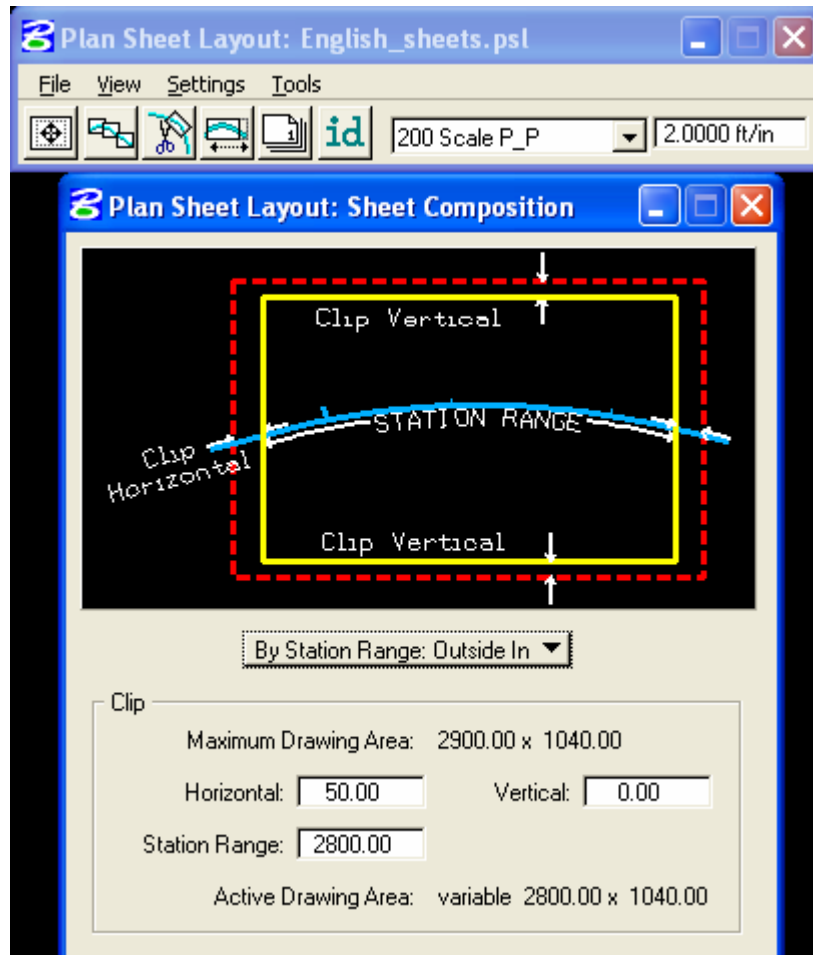 Plan Sheet Layout: English_sheets.psl
File View Settings Tools
1 id 200 Scale P_P 2.0000 ft/in
Plan Sheet Layout: Sheet Composition
Clip Vertical
STATION RANGE
Clip
Horizontal
Clip Vertical
By Station Range: Outside In
Clip
Maximum Drawing Area: 2900.00 x 1040.00
Horizontal: 50.00 Vertical: 0.00
Station Range: 2800.00
Active Drawing Area: variable 2800.00 x 1040.00